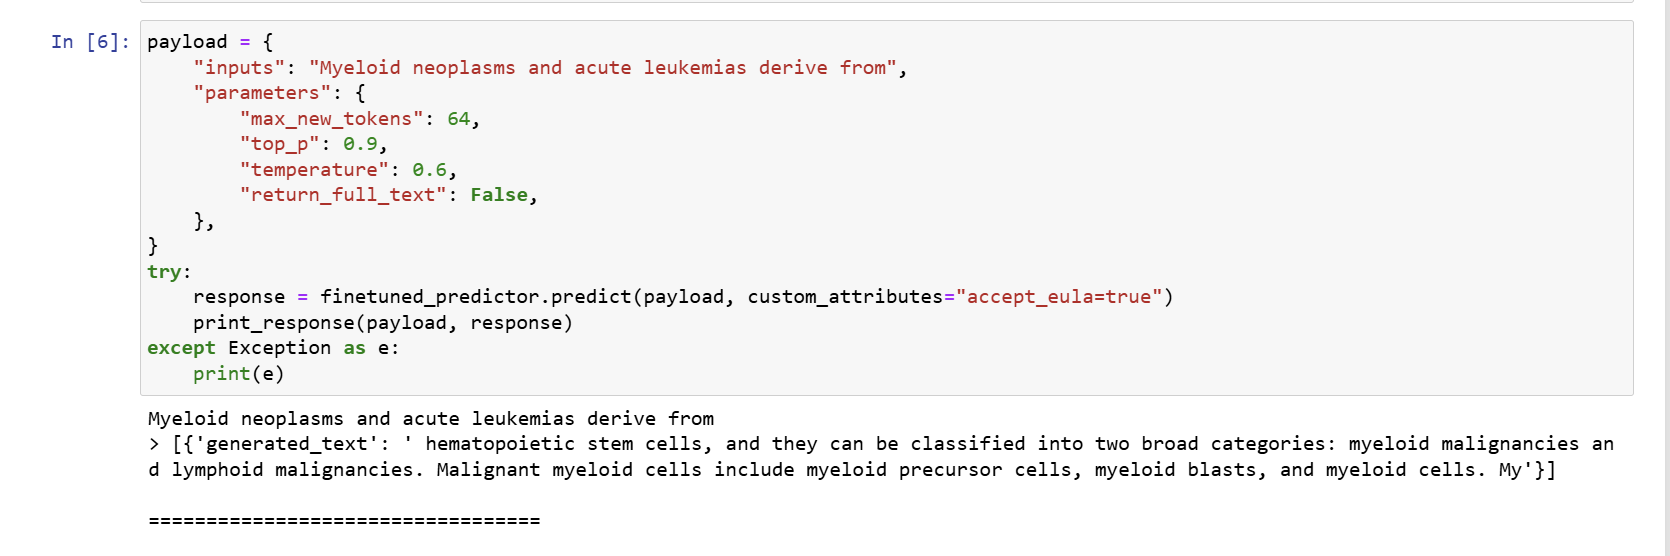 In [6]: payload = {
    "inputs": "Myeloid neoplasms and acute leukemias derive from",
    "parameters": {
        "max_new_tokens": 64,
        "top_p": 0.9,
        "temperature": 0.6,
        "return_full_text": False,
    },
}
try:
    response = finetuned_predictor.predict(payload, custom_attributes="accept_eula=true")
    print_response(payload, response)
except Exception as e:
    print(e)
Myeloid neoplasms and acute leukemias derive from
> [{'generated_text': ' hematopoietic stem cells, and they can be classified into two broad categories: myeloid malignancies an
d lymphoid malignancies. Malignant myeloid cells include myeloid precursor cells, myeloid blasts, and myeloid cells. My'}]
==================================